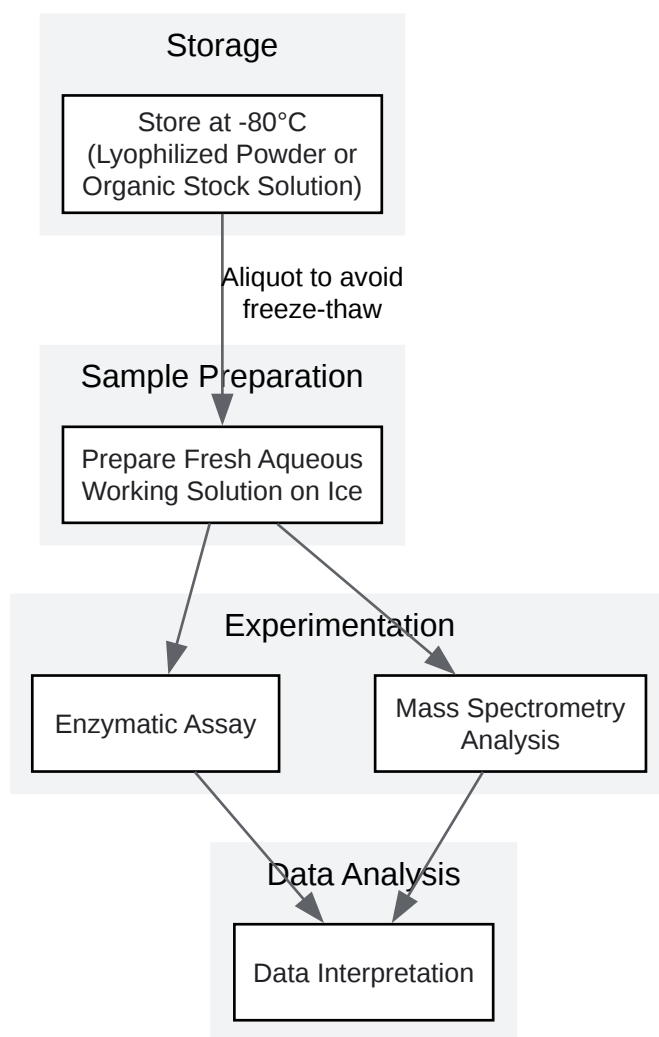 Storage
Store at -80°C
(Lyophilized Powder or
Organic Stock Solution)
Aliquot to avoid
freeze-thaw
Sample Preparation
Prepare Fresh Aqueous
Working Solution on Ice
Experimentation
Enzymatic Assay
Mass Spectrometry
Analysis
Data Analysis
Data Interpretation